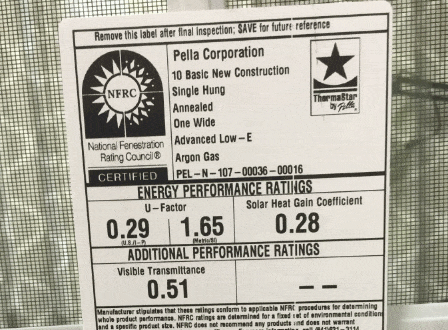 Remove this label after final inspection; SAVE for future reference
NFRC
National Fenestration
Rating Council®
CERTIFIED
Pella Corporation
10 Basic New Construction
Single Hung
Annealed
One Wide
Advanced Low-E
Argon Gas
PEL-N-107-00036-00016
ThermaStar
by Pella
ENERGY PERFORMANCE RATINGS
U-Factor
0.29
(U.S./I-P)
1.65
(Metric/SI)
Solar Heat Gain Coefficient
0.28
ADDITIONAL PERFORMANCE RATINGS
Visible Transmittance
0.51
— —
Manufacturer stipulates that these ratings conform to applicable NFRC procedures for determining
whole product performance. NFRC ratings are determined for a fixed set of environmental conditions
and a specific product size. NFRC does not recommend any products and does not warrant